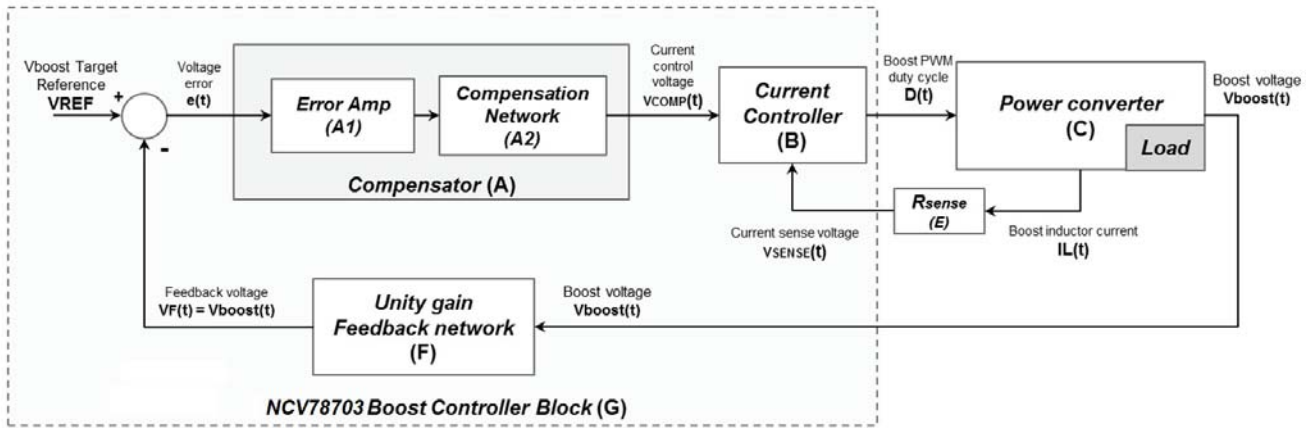 Vboost Target
Reference
VREF
+
-
Voltage
error
e(t)
Error Amp
(A1)
Compensation
Network
(A2)
Compensator (A)
Current
control
voltage
VCOMP(t)
Current
Controller
(B)
Boost PWM
duty cycle
D(t)
Power converter
(C)
Load
Boost voltage
Vboost(t)
Rsense
(E)
Current sense voltage
VSENSE(t)
Boost inductor current
IL(t)
Feedback voltage
VF(t) = Vboost(t)
Unity gain
Feedback network
(F)
Boost voltage
Vboost(t)
NCV78703 Boost Controller Block (G)